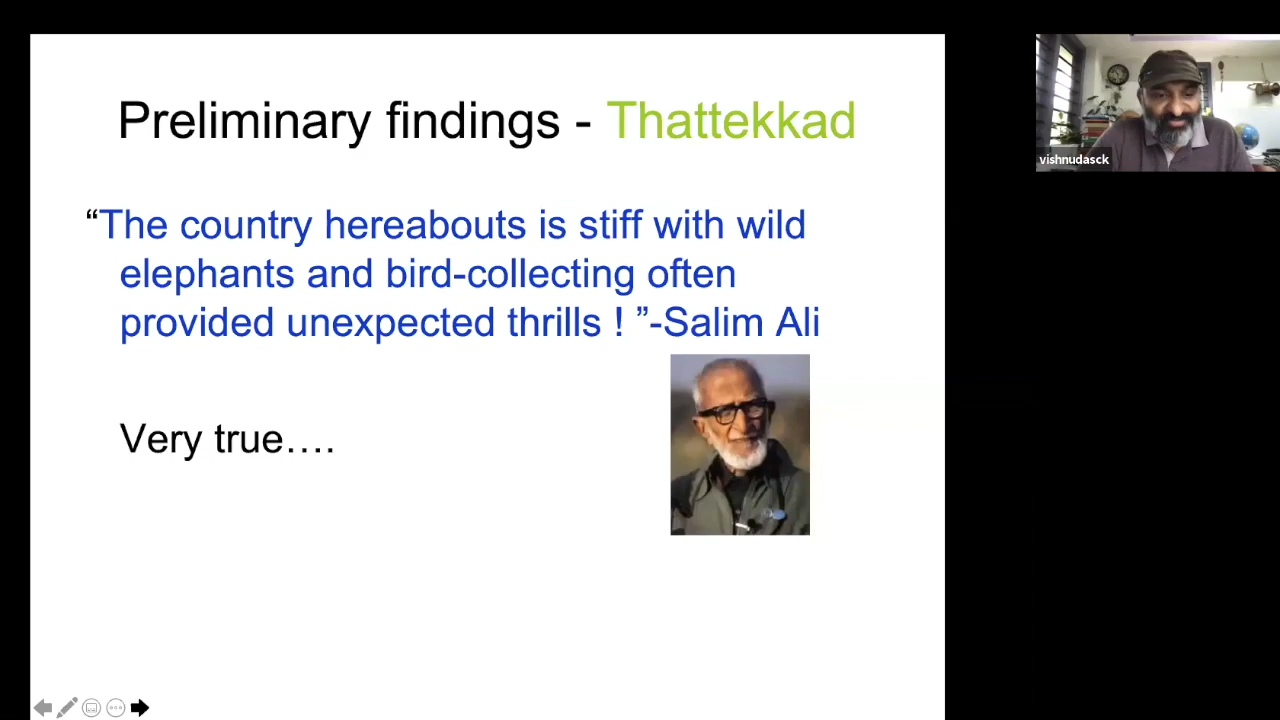 Preliminary findings - Thattekkad
“The country hereabouts is stiff with wild
elephants and bird-collecting often
provided unexpected thrills ! ”-Salim Ali
Very true….
vishnudasck